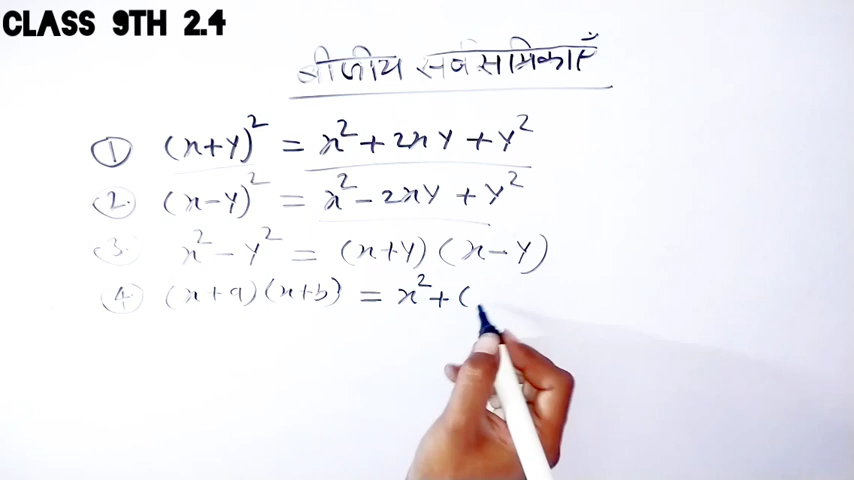 CLASS 9TH 2.4
बीजीय सर्वसमिकाएँ
① (x+y)² = x²+2xy+y²
② (x-y)² = x²-2xy+y²
③ x²-y² = (x+y)(x-y)
④ (x+a)(x+b) = x²+(